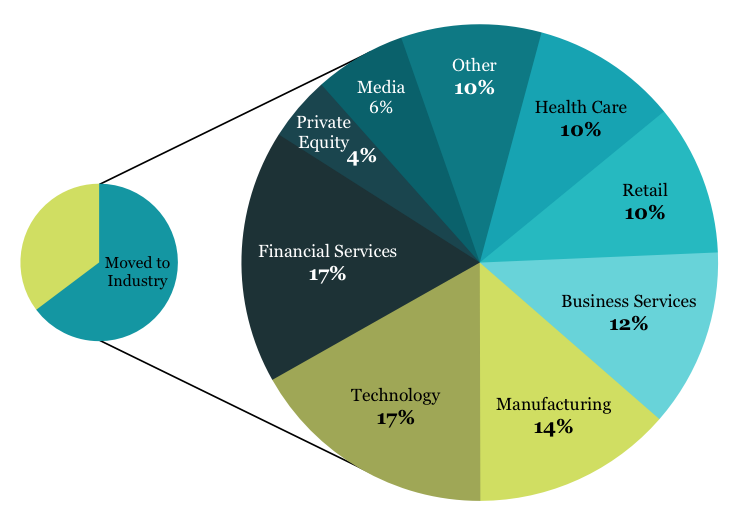 Other
10%
Media
6%
Health Care
10%
Private
Equity
4%
Retail
10%
Financial Services
17%
Moved to
Industry
Business Services
12%
Technology
17%
Manufacturing
14%